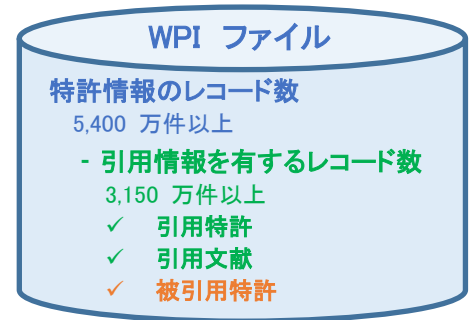 WPI ファイル
特許情報のレコード数
5,400 万件以上
- 引用情報を有するレコード数
3,150 万件以上
✓ 引用特許
✓ 引用文献
✓ 被引用特許